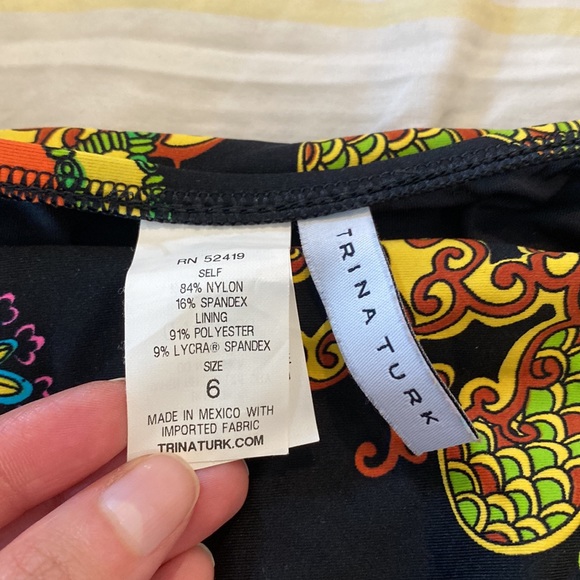 RN 52419
SELF
84% NYLON
16% SPANDEX
LINING
91% POLYESTER
9% LYCRA® SPANDEX
SIZE
6
MADE IN MEXICO WITH
IMPORTED FABRIC
TRINATURK.COM
TRINA TURK